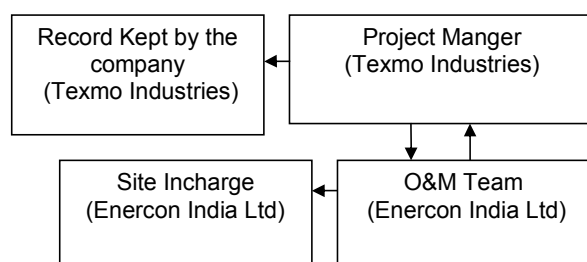 Record Kept by the
company
(Texmo Industries)
Project Manger
(Texmo Industries)
Site Incharge
(Enercon India Ltd)
O&M Team
(Enercon India Ltd)